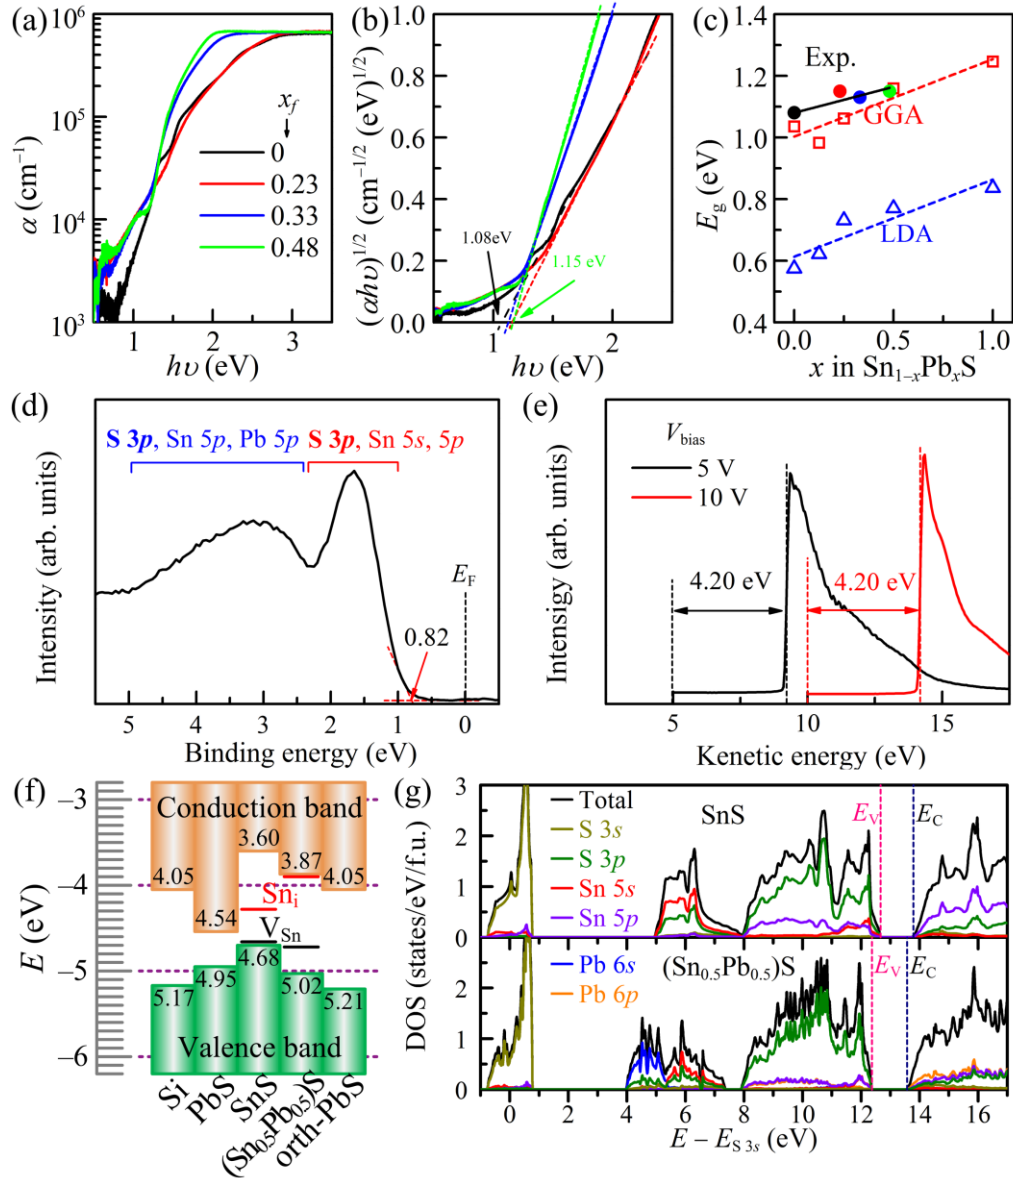 (a)
10⁶
10⁵
10⁴
10³
α (cm⁻¹)
x_f
0
0.23
0.33
0.48
1 2 3
hυ (eV)
(b)
1.0
0.8
0.6
0.4
0.2
0.0
(αhυ)^1/2 (cm^-1/2 (eV)^1/2)
1.08eV
1.15 eV
1 2
hυ (eV)
(c)
1.4
1.2
1.0
0.8
0.6
0.4
E_g (eV)
Exp.
GGA
LDA
0.0 0.5 1.0
x in Sn₁₋ₓPbₓS
(d)
S 3p, Sn 5p, Pb 5p
S 3p, Sn 5s, 5p
Intensity (arb. units)
E_F
0.82
5 4 3 2 1 0
Binding energy (eV)
(e)
V_bias
5 V
10 V
Intensigy (arb. units)
4.20 eV
4.20 eV
5 10 15
Kenetic energy (eV)
(f)
−3
−4
−5
−6
E (eV)
Conduction band
4.05
4.54
3.60
3.87
4.05
Sn_i
V_Sn
5.17
4.95
4.68
5.02
5.21
Valence band
Si
PbS
SnS
(Sn₀₅Pb₀₅)S
orth-PbS
(g)
3
2
1
0
2
1
0
DOS (states/eV/f.u.)
Total
S 3s
S 3p
Sn 5s
Sn 5p
SnS
E_V
E_C
Pb 6s
Pb 6p
(Sn₀.₅Pb₀.₅)S
E_V
E_C
0 2 4 6 8 10 12 14 16
E − E_S 3s (eV)